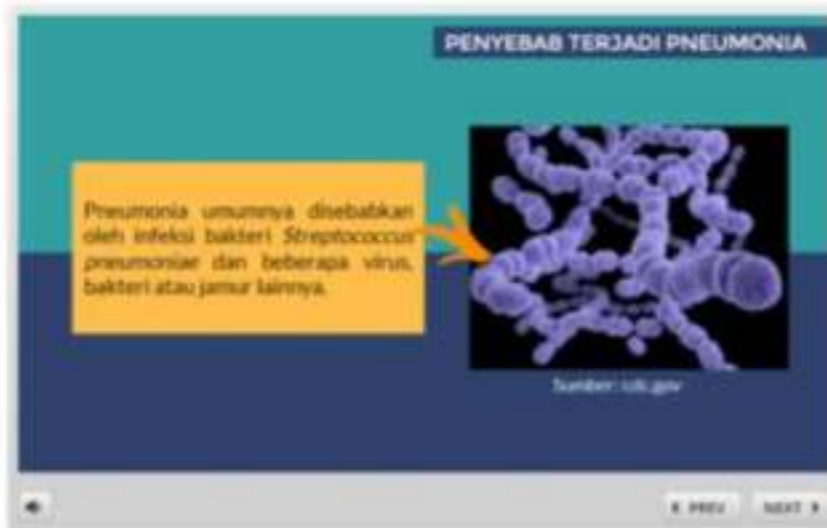 PENYEBAB TERJADI PNEUMONIA
Pneumonia umumnya disebabkan
oleh infeksi bakteri Streptococcus
pneumoniae dan beberapa virus,
bakteri atau jamur lainnya.
Sumber: cdc.gov
PREV NEXT